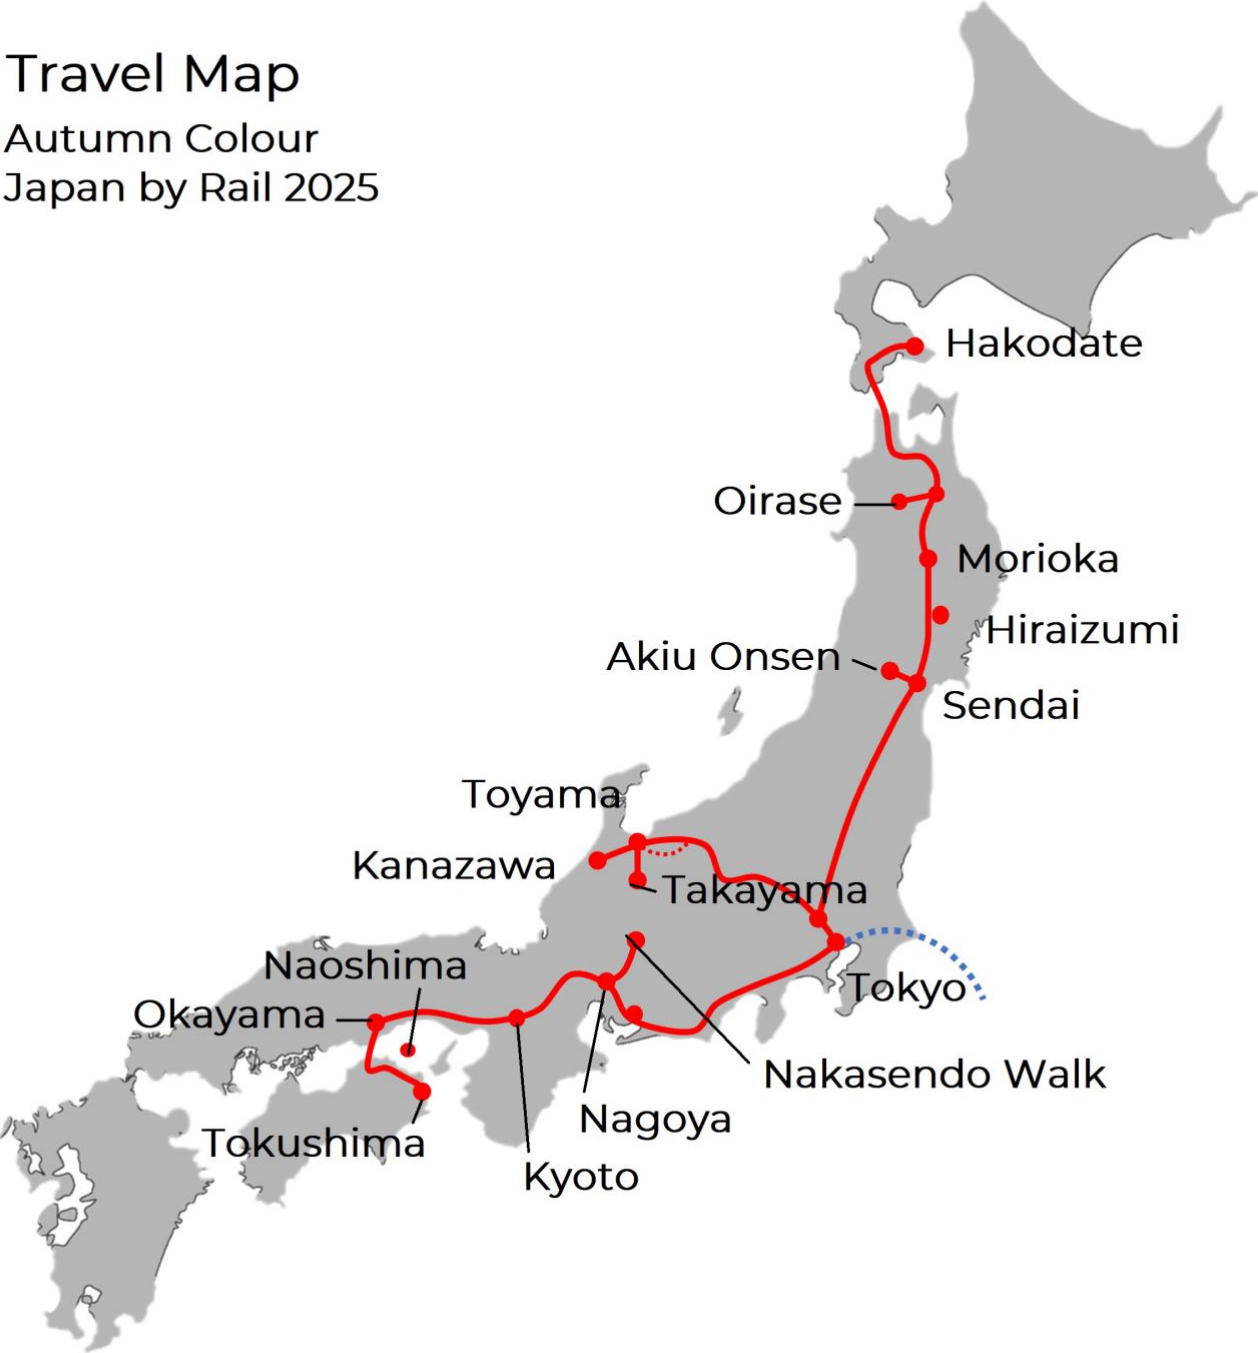 Travel Map
Autumn Colour
Japan by Rail 2025
Hakodate
Oirase
Morioka
Hiraizumi
Akiu Onsen
Sendai
Toyama
Kanazawa
Takayama
Naoshima
Tokyo
Okayama
Nakasendo Walk
Nagoya
Tokushima
Kyoto